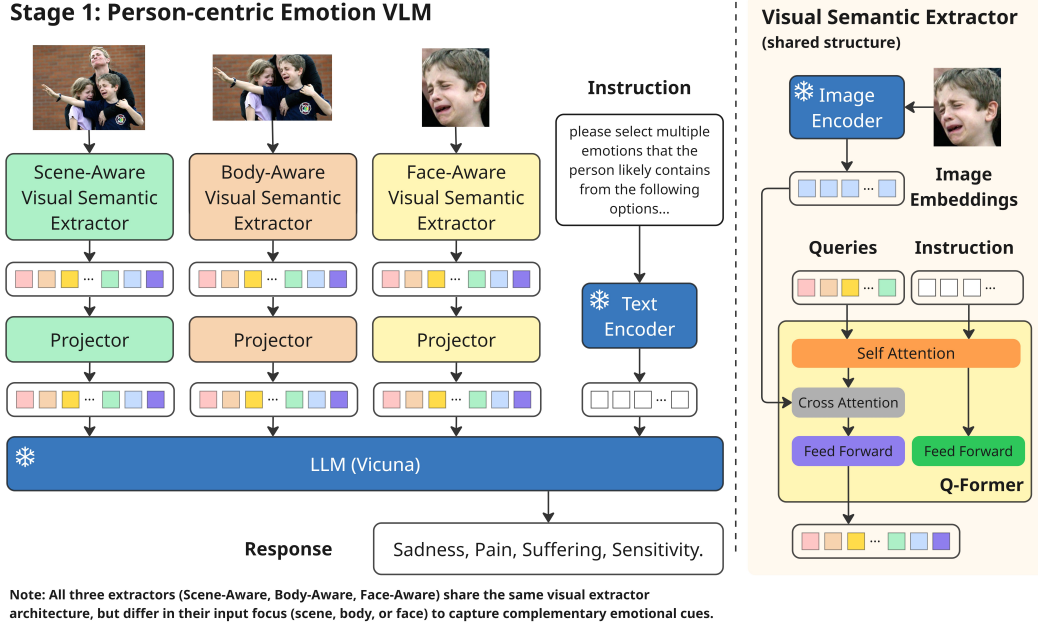 Stage 1: Person-centric Emotion VLM
Scene-Aware
Visual Semantic
Extractor
Body-Aware
Visual Semantic
Extractor
Face-Aware
Visual Semantic
Extractor
Instruction
please select multiple
emotions that the
person likely contains
from the following
options...
...
...
...
Projector
Projector
Projector
Text
Encoder
...
...
...
...
LLM (Vicuna)
Response
Sadness, Pain, Suffering, Sensitivity.
Note: All three extractors (Scene-Aware, Body-Aware, Face-Aware) share the same visual extractor
architecture, but differ in their input focus (scene, body, or face) to capture complementary emotional cues.
Visual Semantic Extractor
(shared structure)
Image
Encoder
...
Image
Embeddings
Queries
Instruction
...
...
Self Attention
Cross Attention
Feed Forward
Feed Forward
Q-Former
...